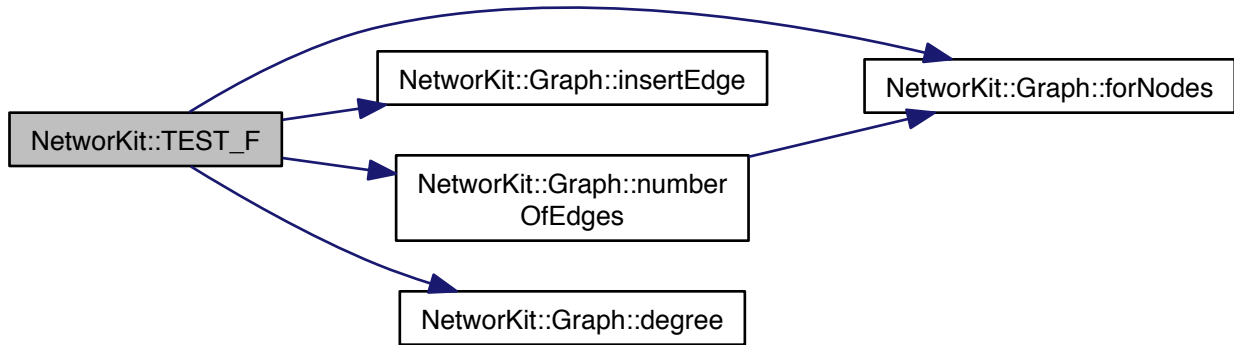 NetworKit::TEST_F
NetworKit::Graph::insertEdge
NetworKit::Graph::forNodes
NetworKit::Graph::number
OfEdges
NetworKit::Graph::degree